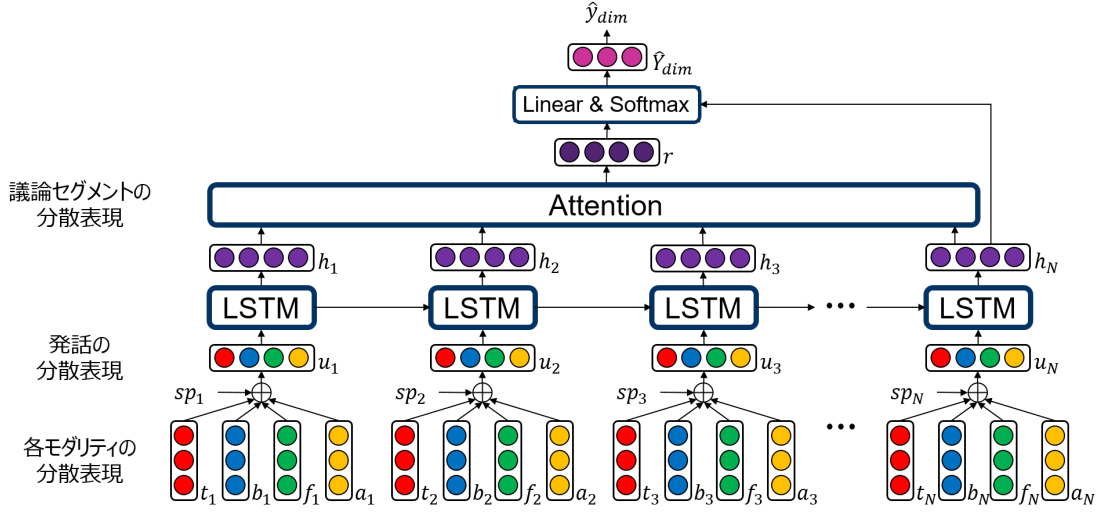 ŷ_dim
Ŷ_dim
Linear & Softmax
r
議論セグメントの
分散表現
Attention
h_1 h_2 h_3 h_N
LSTM LSTM LSTM ••• LSTM
発話の
分散表現
u_1 u_2 u_3 u_N
sp_1 sp_2 sp_3 sp_N
各モダリティの
分散表現
•••
t_1 b_1 f_1 a_1 t_2 b_2 f_2 a_2 t_3 b_3 f_3 a_3 t_N b_N f_N a_N